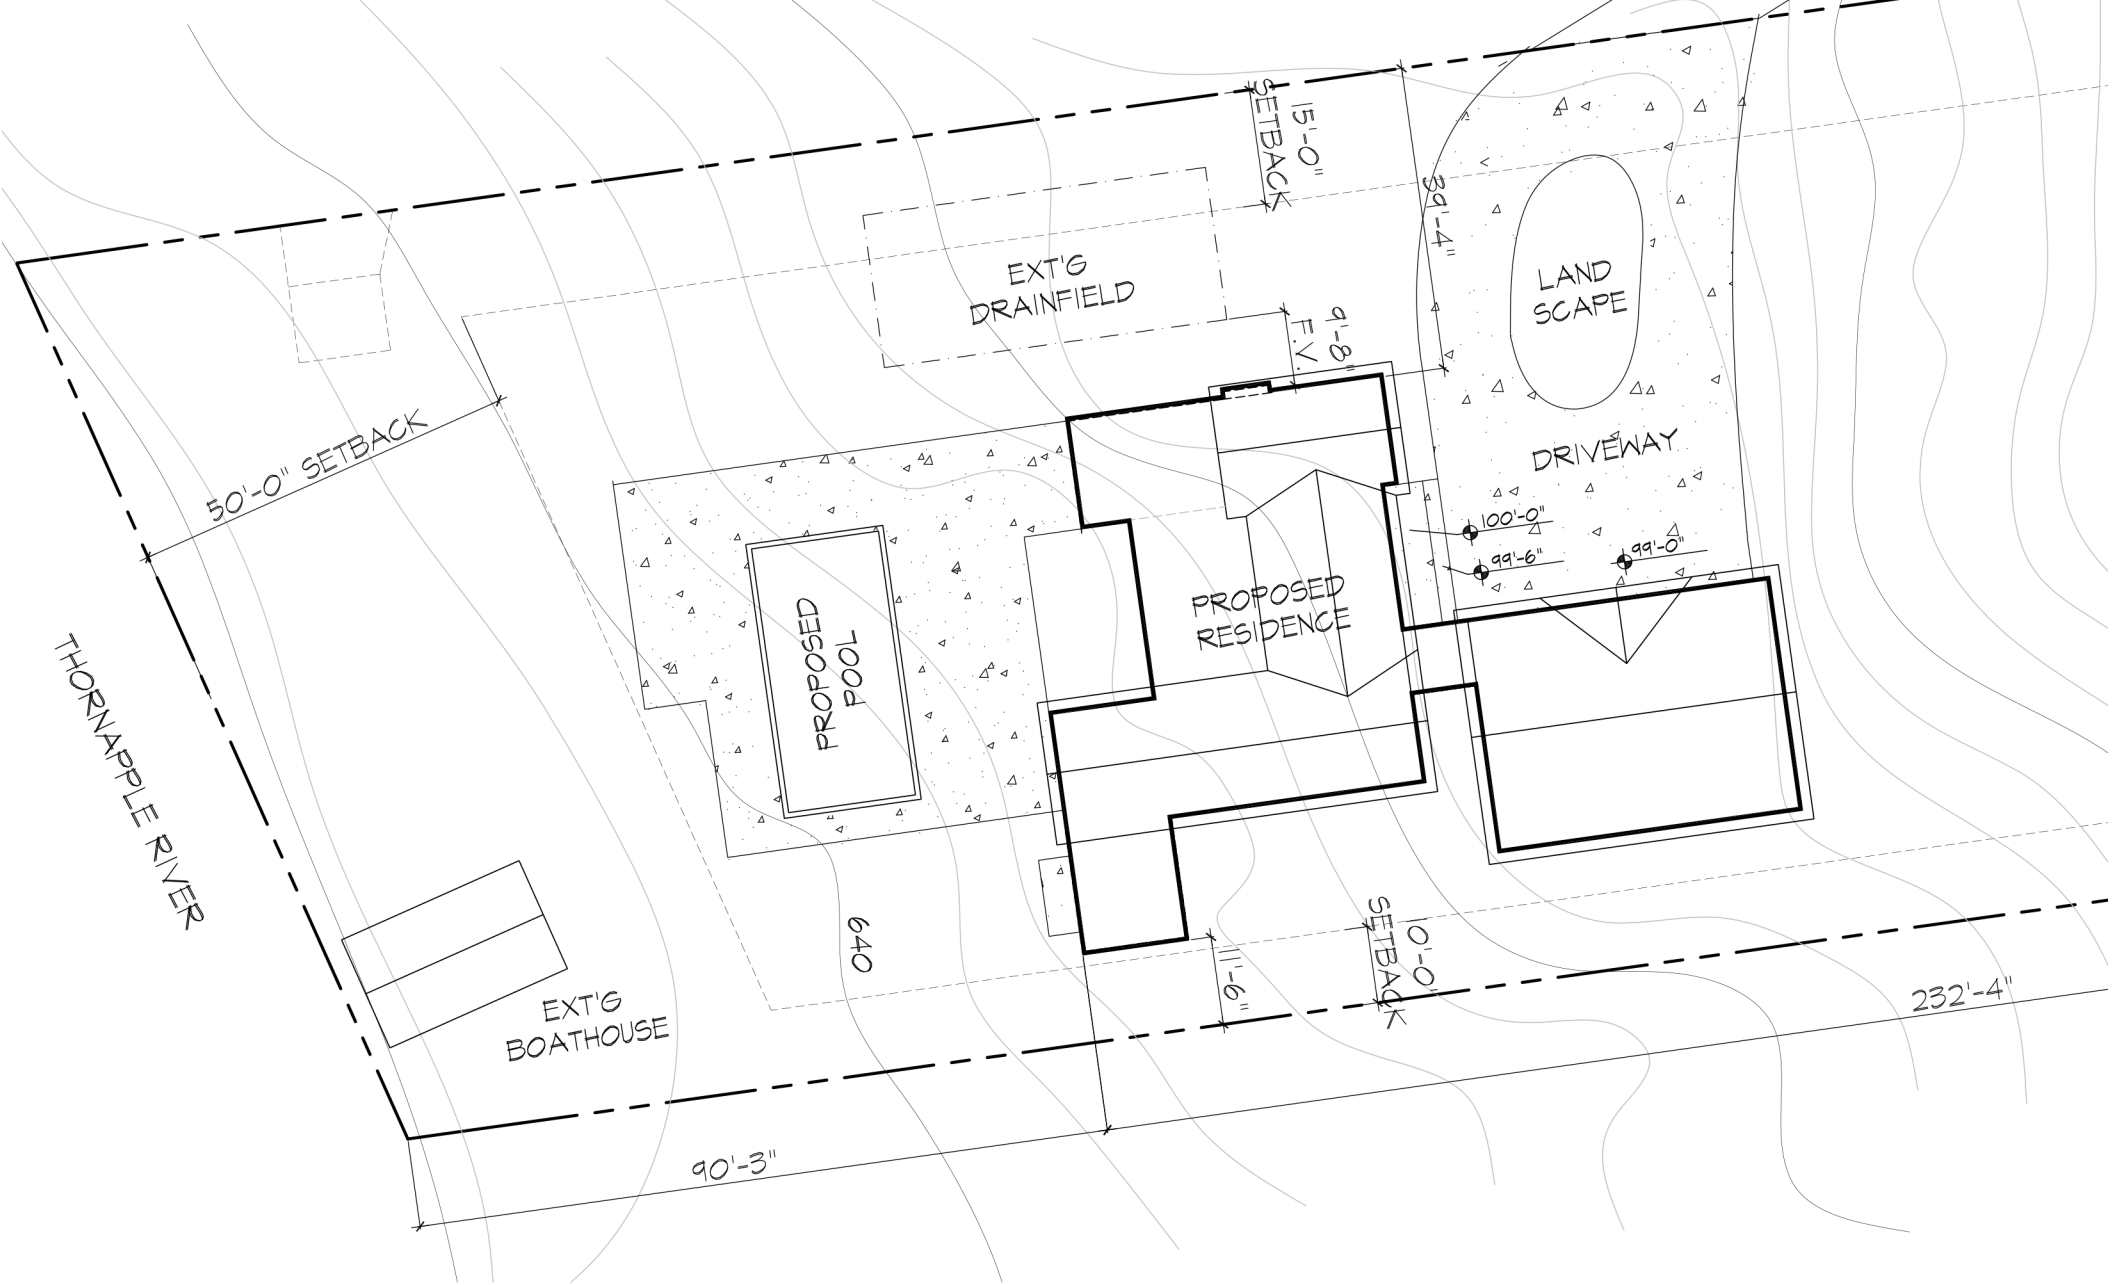 15'-0"
SETBACK
39'-4"
EXT'G
DRAINFIELD
LAND
SCAPE
9'-8"
F.V.
50'-0" SETBACK
DRIVEWAY
100'-0"
99'-6"
99'-0"
PROPOSED
RESIDENCE
PROPOSED
POOL
THORNAPPLE RIVER
640
EXT'G
BOATHOUSE
11'-6"
10'-0"
SETBACK
232'-4"
90'-3"